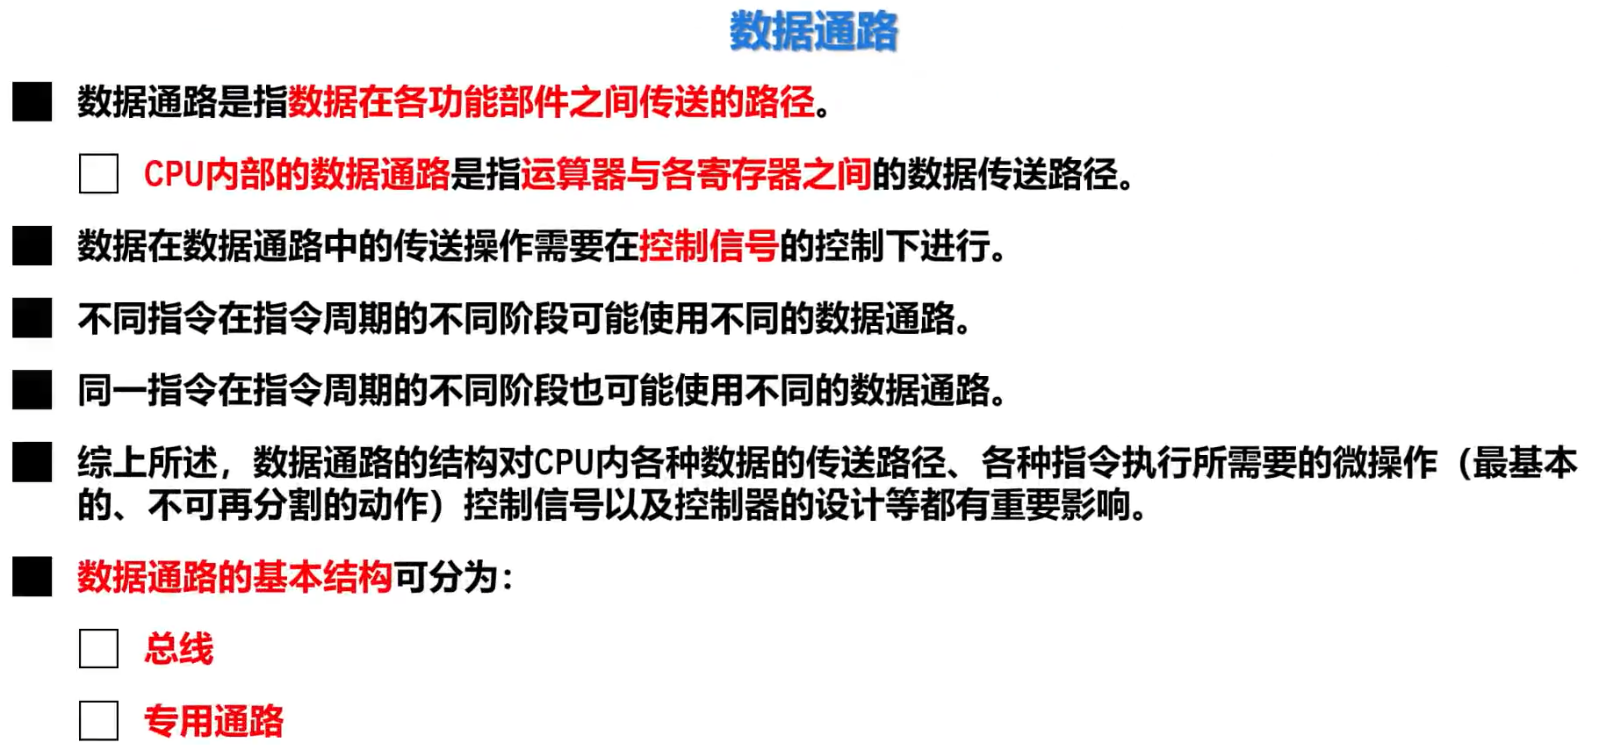 数据通路
数据通路是指数据在各功能部件之间传送的路径。
CPU内部的数据通路是指运算器与各寄存器之间的数据传送路径。
数据在数据通路中的传送操作需要在控制信号的控制下进行。
不同指令在指令周期的不同阶段可能使用不同的数据通路。
同一指令在指令周期的不同阶段也可能使用不同的数据通路。
综上所述，数据通路的结构对CPU内各种数据的传送路径、各种指令执行所需要的微操作（最基本
的、不可再分割的动作）控制信号以及控制器的设计等都有重要影响。
数据通路的基本结构可分为：
总线
专用通路